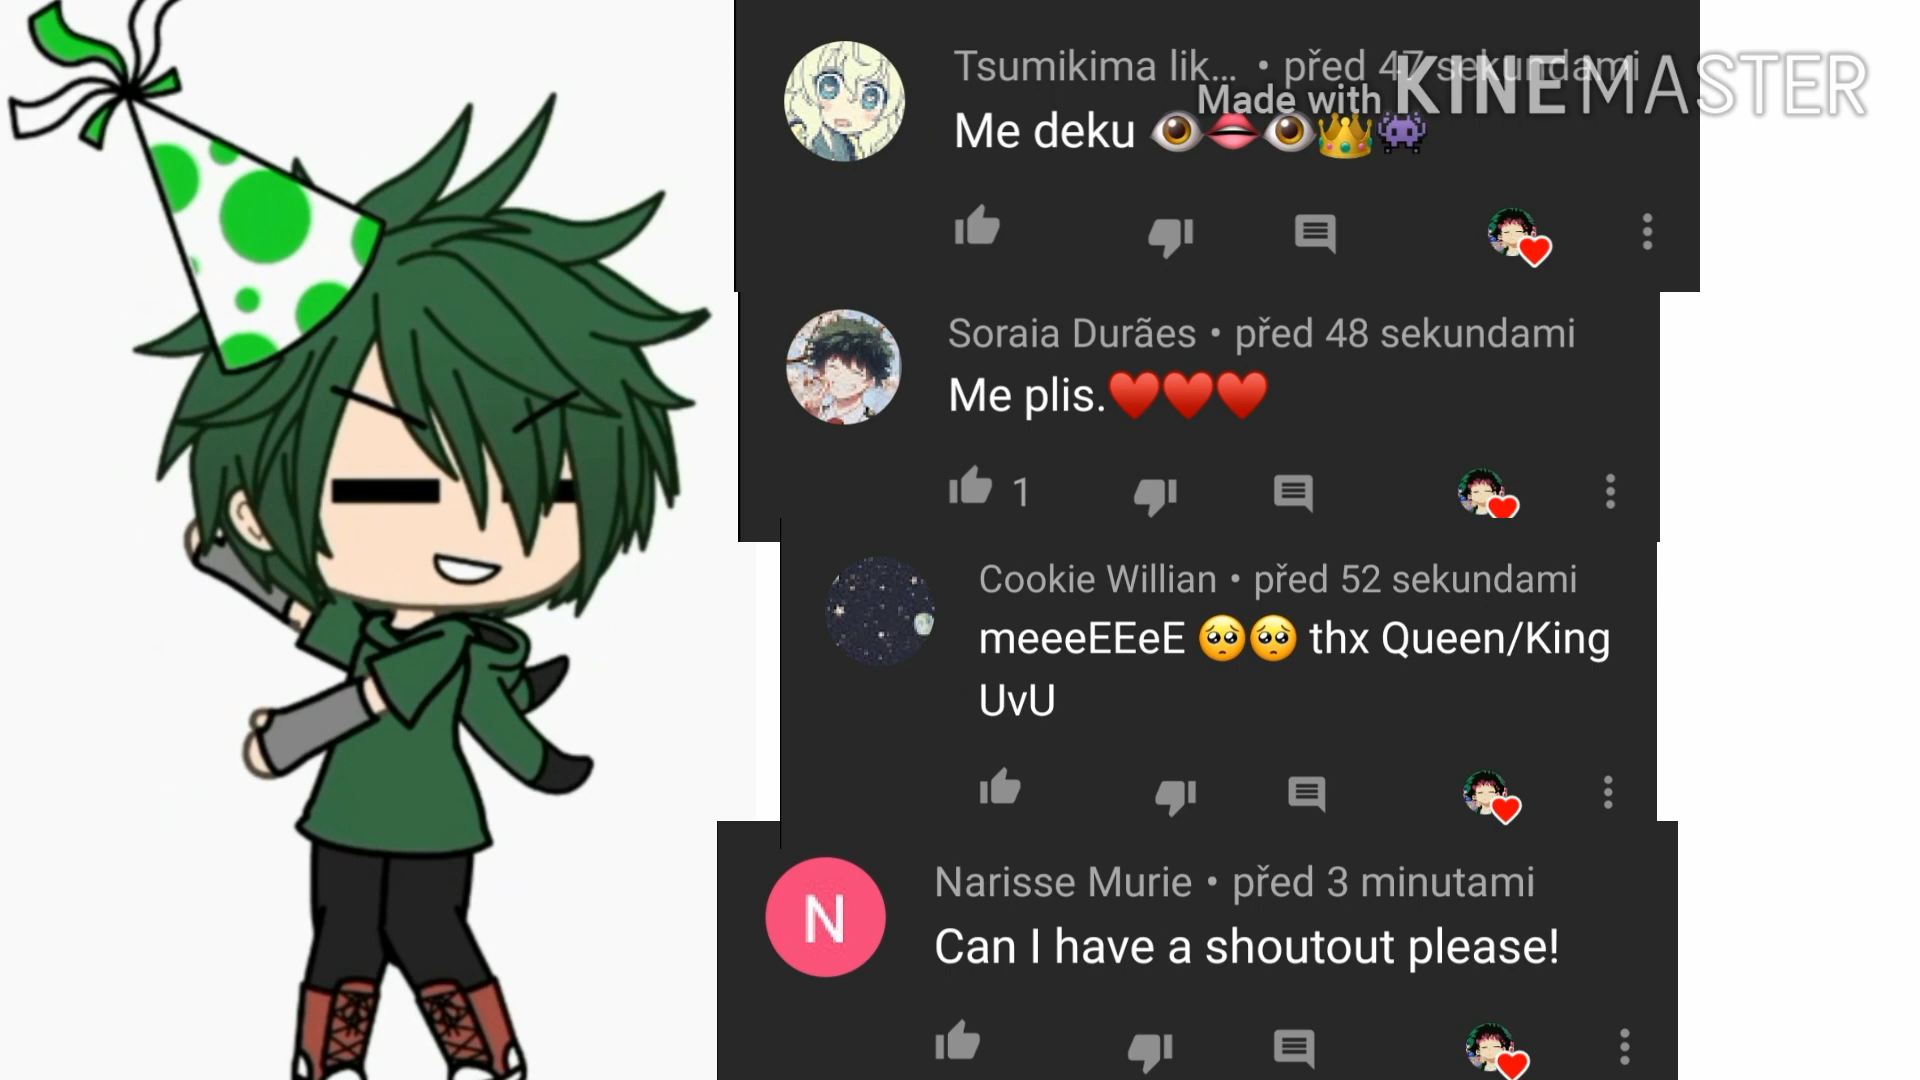 Tsumikima lik... • před 47 sekundami
Made with KINEMASTER
Me deku 👁👄👁👑👾
Soraia Durães • před 48 sekundami
Me plis.❤️❤️❤️
1
Cookie Willian • před 52 sekundami
meeeEEeE 🥺🥺 thx Queen/King
UvU
N
Narisse Murie • před 3 minutami
Can I have a shoutout please!